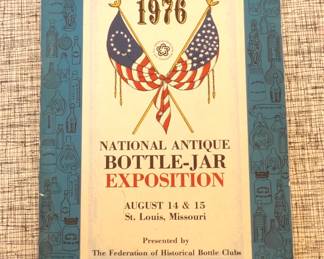 1976
NATIONAL ANTIQUE
BOTTLE-JAR
EXPOSITION
AUGUST 14 & 15
St. Louis, Missouri
Presented by
The Federation of Historical Bottle Clubs